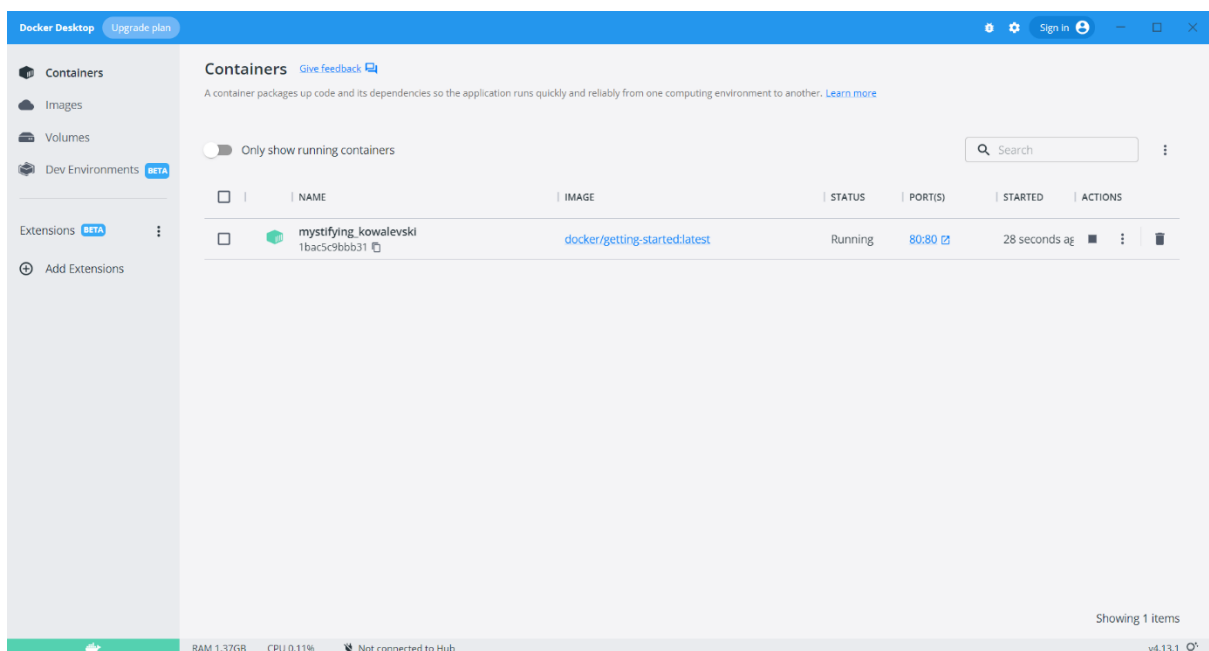 Docker Desktop Upgrade plan Sign in
Containers
Images
Volumes
Dev Environments BETA
Extensions BETA
Add Extensions
Containers Give feedback
A container packages up code and its dependencies so the application runs quickly and reliably from one computing environment to another. Learn more
Only show running containers Search
NAME IMAGE STATUS PORT(S) STARTED ACTIONS
mystifying_kowalevski docker/getting-started:latest Running 80:80 28 seconds ag
1bac5c9bbb31
Showing 1 items
RAM 1.37GB CPU 0.11% Not connected to Hub v4.13.1